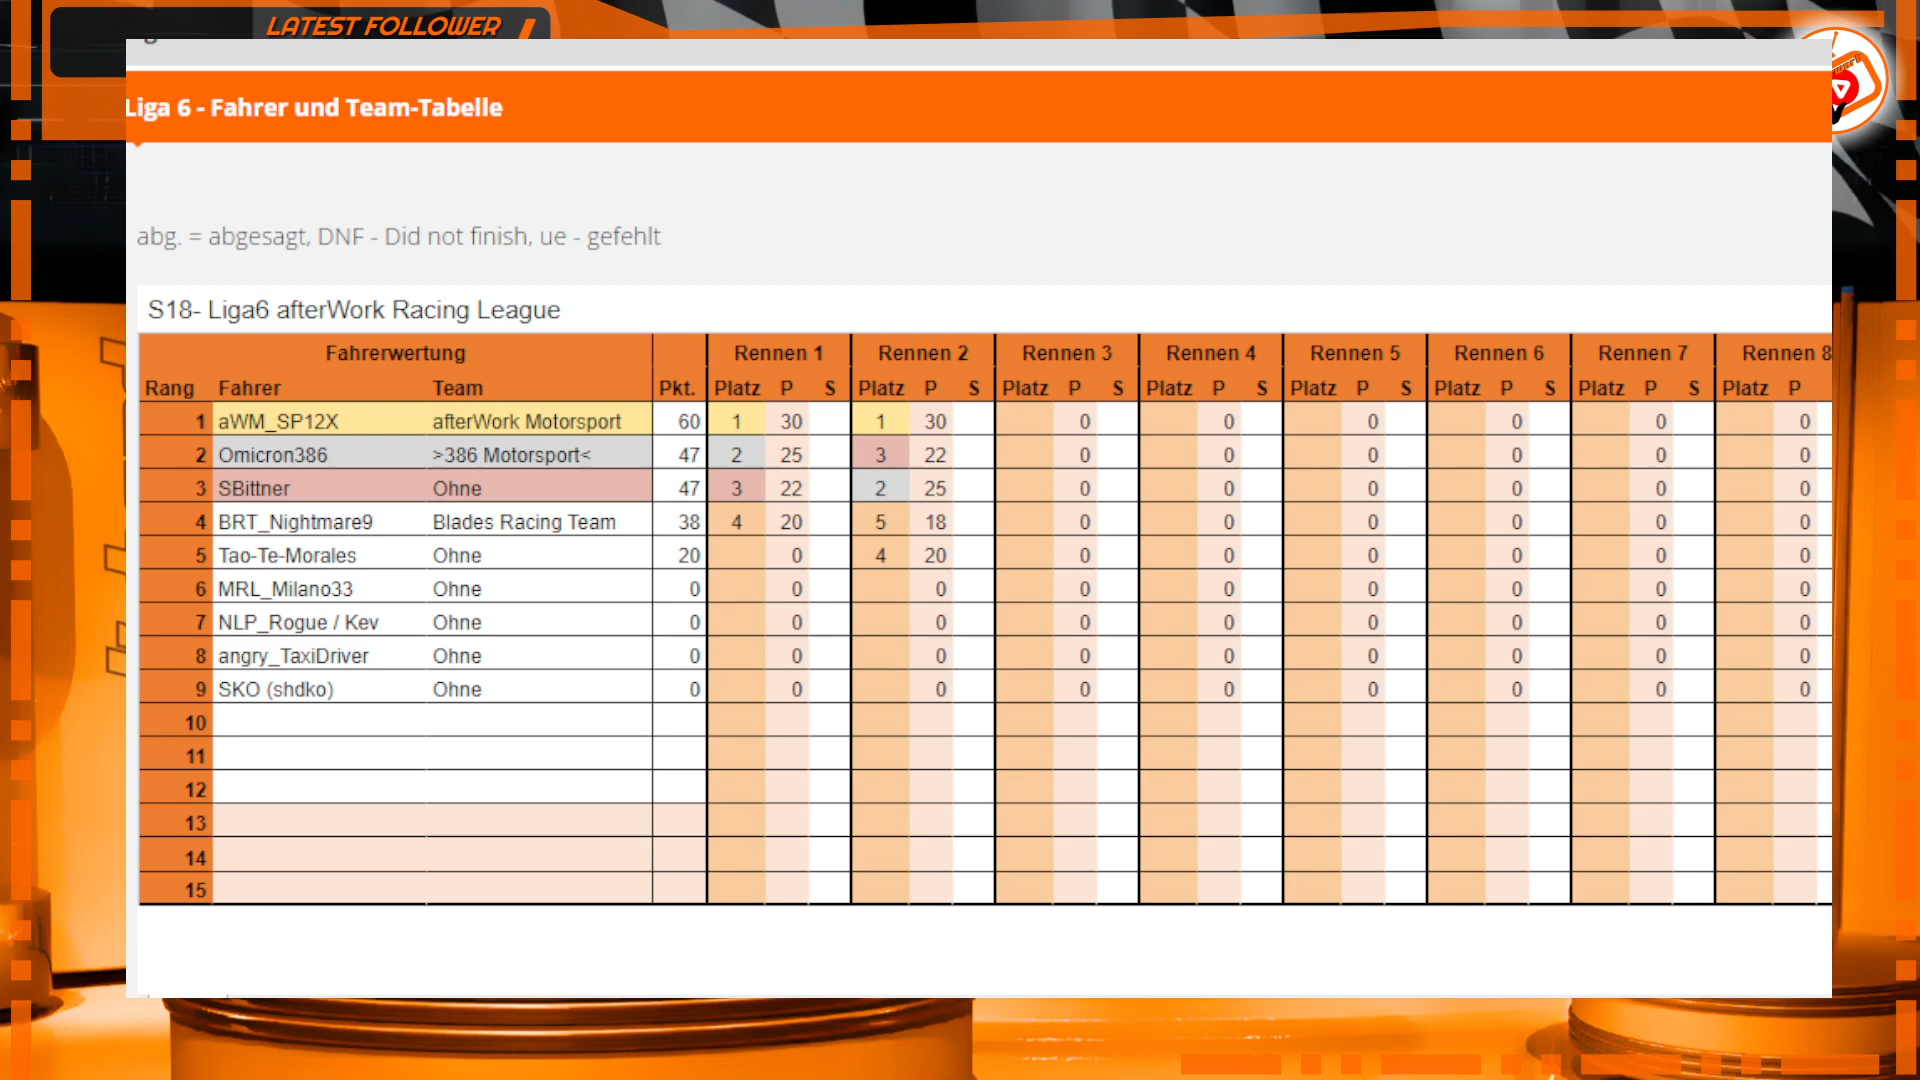 LATEST FOLLOWER
Liga 6 - Fahrer und Team-Tabelle
abg. = abgesagt, DNF - Did not finish, ue - gefehlt
S18- Liga6 afterWork Racing League
Fahrerwertung Rennen 1 Rennen 2 Rennen 3 Rennen 4 Rennen 5 Rennen 6 Rennen 7 Rennen 8
Rang Fahrer Team Pkt. Platz P S Platz P S Platz P S Platz P S Platz P S Platz P S Platz P S Platz P
1 aWM_SP12X afterWork Motorsport 60 1 30 1 30 0 0 0 0 0 0
2 Omicron386 >386 Motorsport< 47 2 25 3 22 0 0 0 0 0 0
3 SBittner Ohne 47 3 22 2 25 0 0 0 0 0 0
4 BRT_Nightmare9 Blades Racing Team 38 4 20 5 18 0 0 0 0 0 0
5 Tao-Te-Morales Ohne 20 0 4 20 0 0 0 0 0 0
6 MRL_Milano33 Ohne 0 0 0 0 0 0 0 0 0
7 NLP_Rogue / Kev Ohne 0 0 0 0 0 0 0 0 0
8 angry_TaxiDriver Ohne 0 0 0 0 0 0 0 0 0
9 SKO (shdko) Ohne 0 0 0 0 0 0 0 0 0
10
11
12
13
14
15